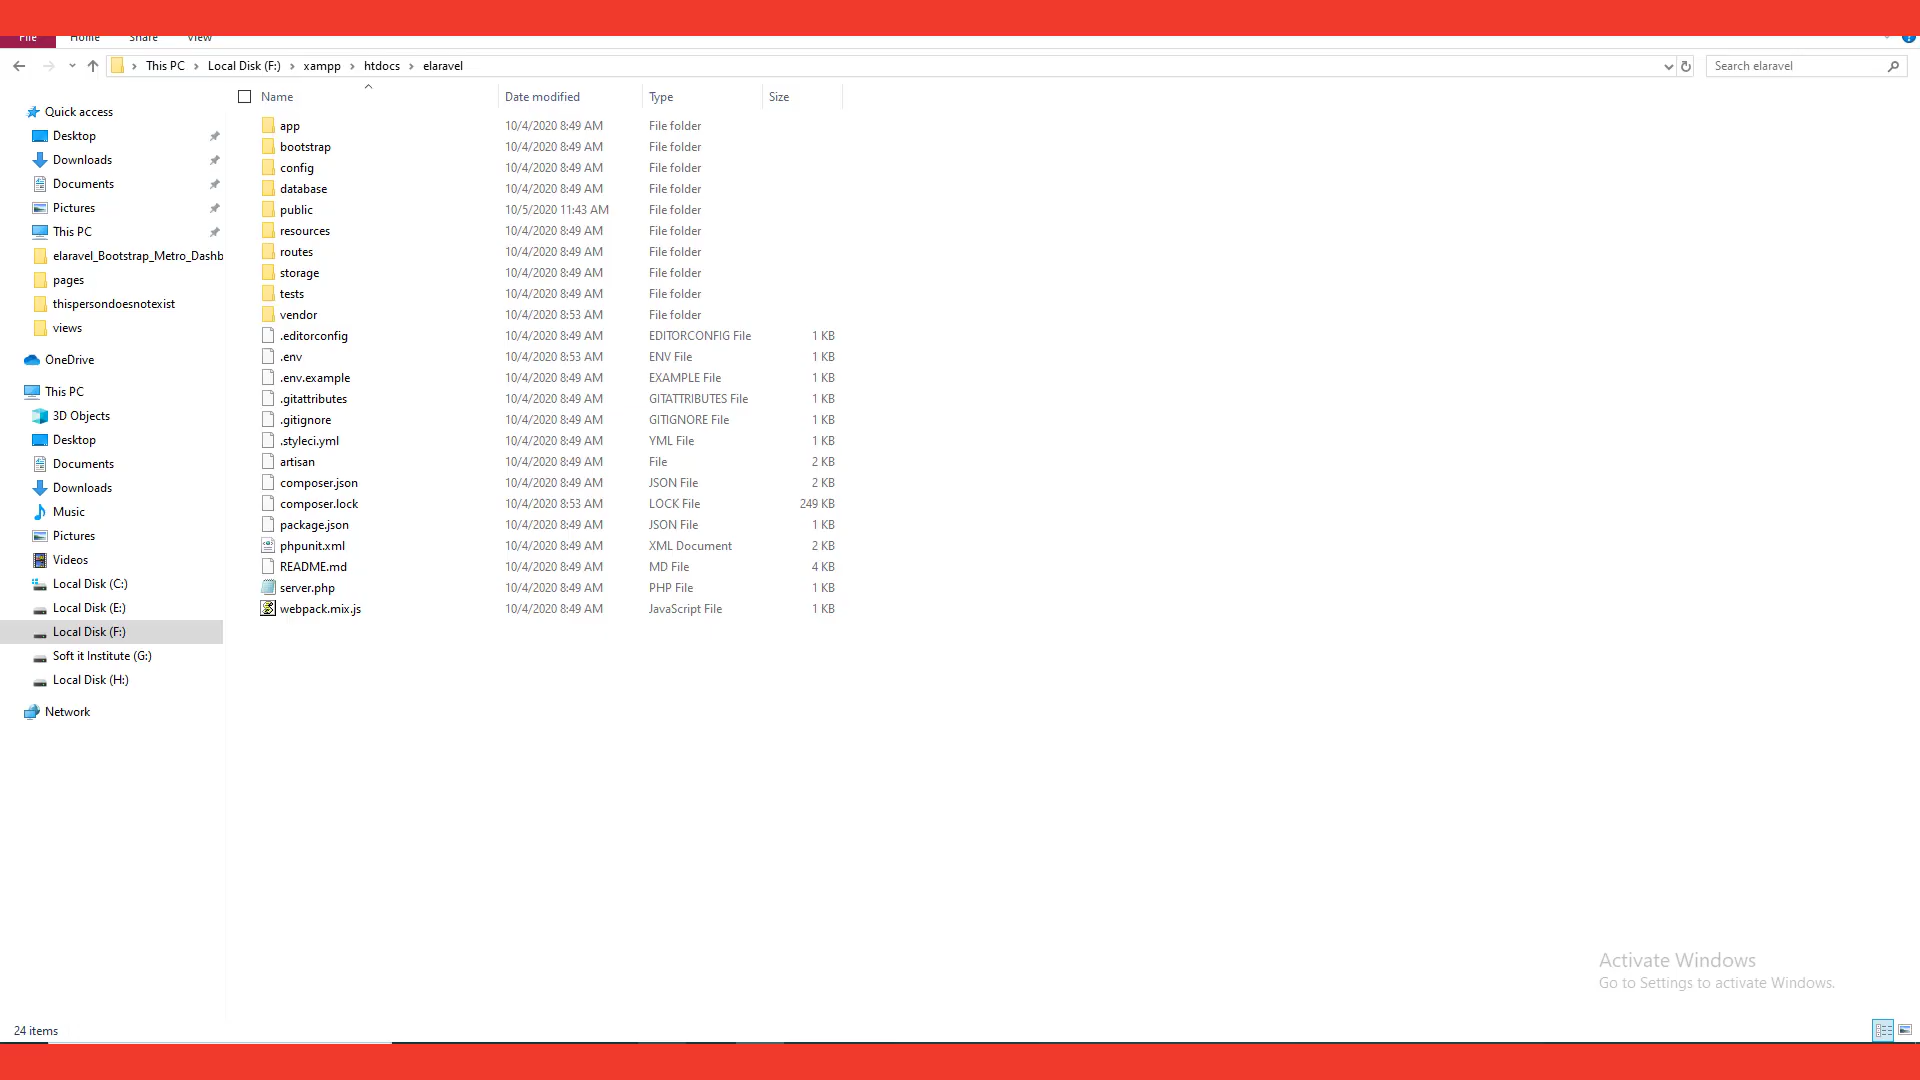 File Home Share View
This PC > Local Disk (F:) > xampp > htdocs > elaravel Search elaravel
Name Date modified Type Size
Quick access
Desktop
Downloads
Documents
Pictures
This PC
elaravel_Bootstrap_Metro_Dashb
pages
thispersondoesnotexist
views
OneDrive
This PC
3D Objects
Desktop
Documents
Downloads
Music
Pictures
Videos
Local Disk (C:)
Local Disk (E:)
Local Disk (F:)
Soft it Institute (G:)
Local Disk (H:)
Network
app 10/4/2020 8:49 AM File folder
bootstrap 10/4/2020 8:49 AM File folder
config 10/4/2020 8:49 AM File folder
database 10/4/2020 8:49 AM File folder
public 10/5/2020 11:43 AM File folder
resources 10/4/2020 8:49 AM File folder
routes 10/4/2020 8:49 AM File folder
storage 10/4/2020 8:49 AM File folder
tests 10/4/2020 8:49 AM File folder
vendor 10/4/2020 8:53 AM File folder
.editorconfig 10/4/2020 8:49 AM EDITORCONFIG File 1 KB
.env 10/4/2020 8:53 AM ENV File 1 KB
.env.example 10/4/2020 8:49 AM EXAMPLE File 1 KB
.gitattributes 10/4/2020 8:49 AM GITATTRIBUTES File 1 KB
.gitignore 10/4/2020 8:49 AM GITIGNORE File 1 KB
.styleci.yml 10/4/2020 8:49 AM YML File 1 KB
artisan 10/4/2020 8:49 AM File 2 KB
composer.json 10/4/2020 8:49 AM JSON File 2 KB
composer.lock 10/4/2020 8:53 AM LOCK File 249 KB
package.json 10/4/2020 8:49 AM JSON File 1 KB
phpunit.xml 10/4/2020 8:49 AM XML Document 2 KB
README.md 10/4/2020 8:49 AM MD File 4 KB
server.php 10/4/2020 8:49 AM PHP File 1 KB
webpack.mix.js 10/4/2020 8:49 AM JavaScript File 1 KB
Activate Windows
Go to Settings to activate Windows.
24 items